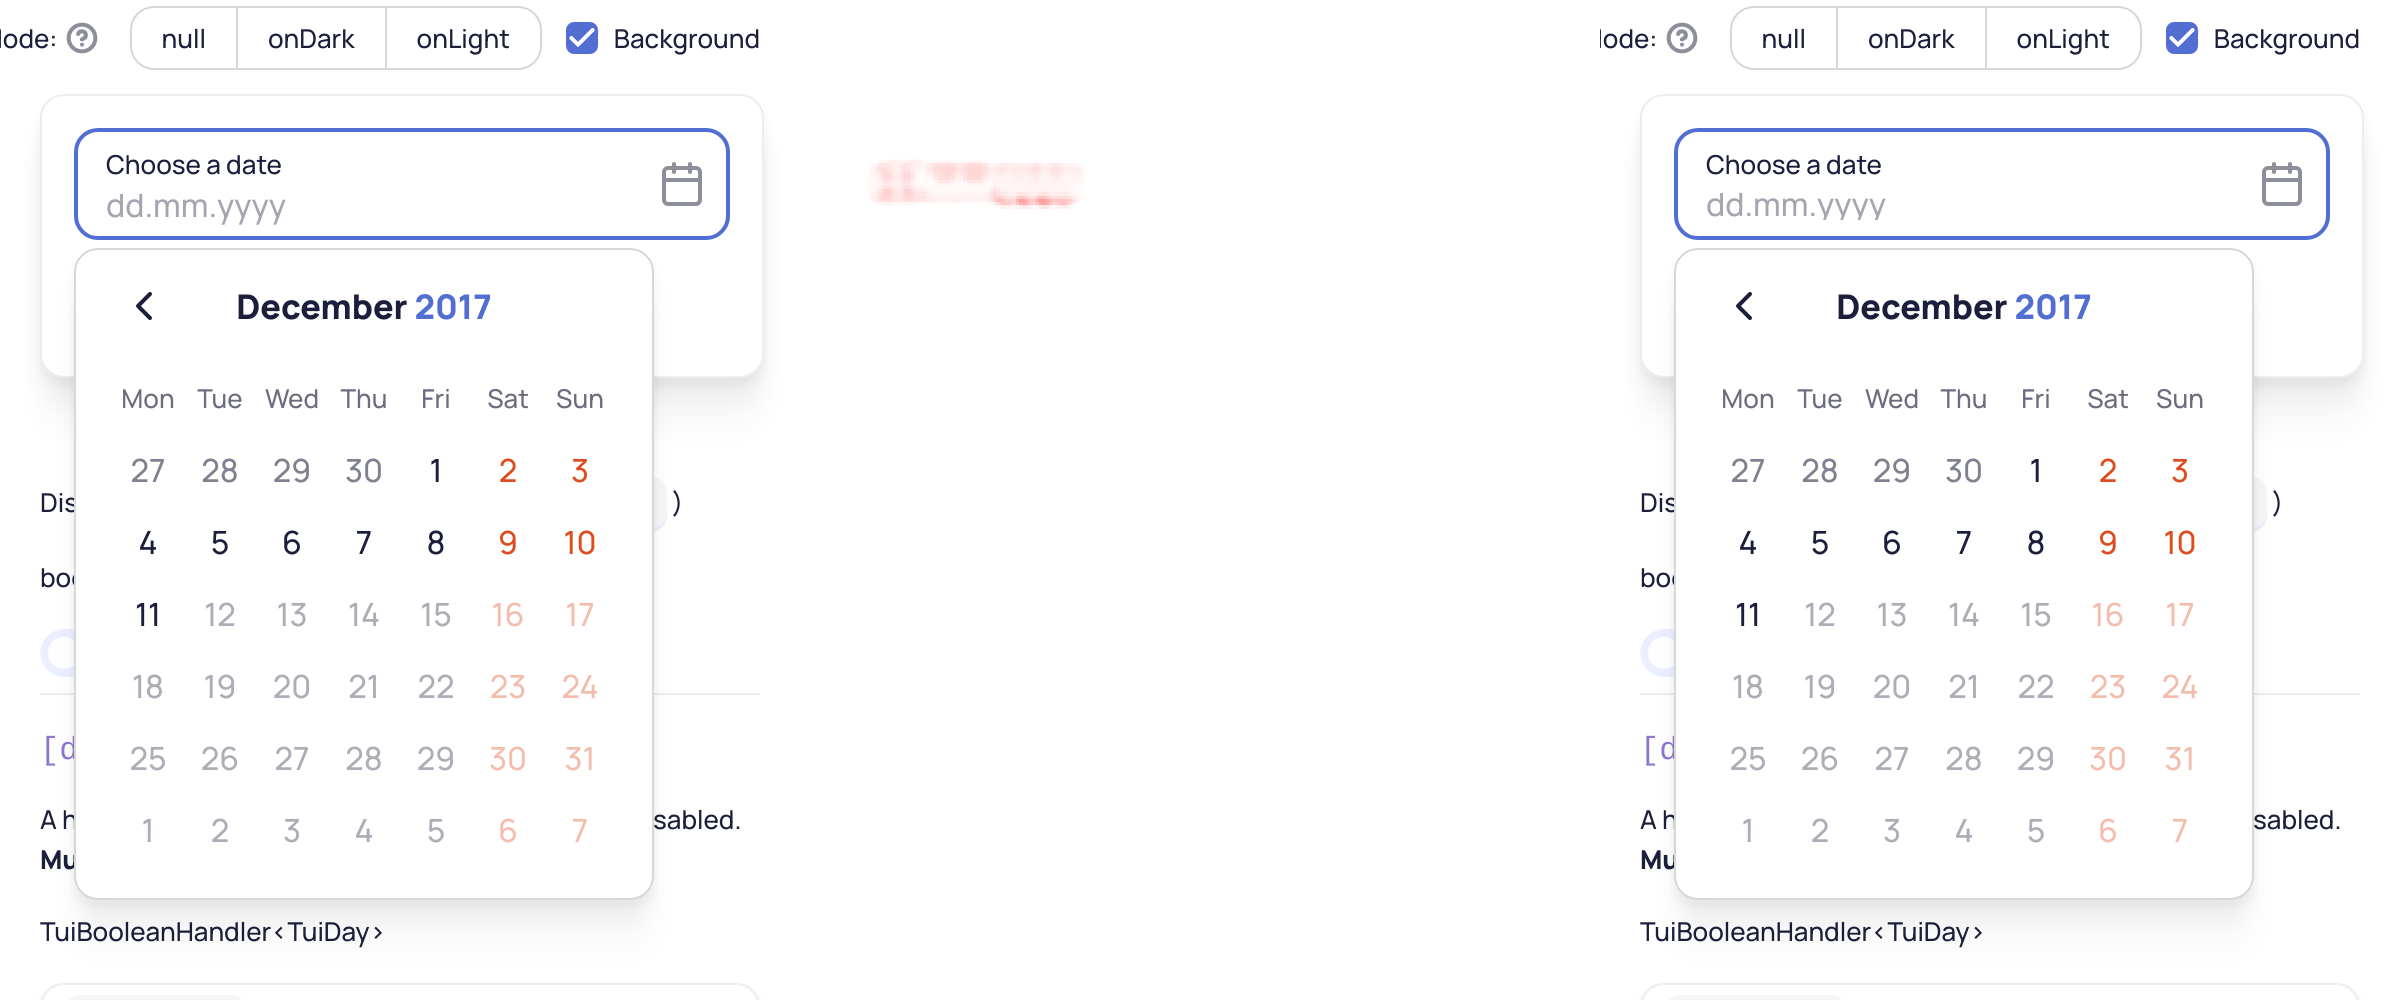 lode: null onDark onLight Background
Choose a date
dd.mm.yyyy
December 2017
Mon Tue Wed Thu Fri Sat Sun
27 28 29 30 1 2 3
Dis )
4 5 6 7 8 9 10
boo
11 12 13 14 15 16 17
18 19 20 21 22 23 24
[d
25 26 27 28 29 30 31
A h sabled.
1 2 3 4 5 6 7
Mu
TuiBooleanHandler<TuiDay>
lode: null onDark onLight Background
Choose a date
dd.mm.yyyy
December 2017
Mon Tue Wed Thu Fri Sat Sun
27 28 29 30 1 2 3
Dis )
4 5 6 7 8 9 10
boo
11 12 13 14 15 16 17
18 19 20 21 22 23 24
[d
25 26 27 28 29 30 31
A h sabled.
1 2 3 4 5 6 7
Mu
TuiBooleanHandler<TuiDay>